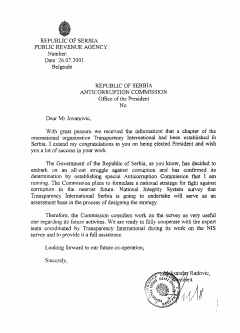 REPUBLIC OF SERBIA
PUBLIC REVENUE AGENCY
Number:
Date: 26.07.2001.
Belgrade
REPUBLIC OF SERBIA
ANTICORRUPTION COMMISSION
Office of the President
No.
Dear Mr Jovanovic,
With great pleasure we received the information that a chapter of the
international organization Transparency International had been established in
Serbia. I extend my congratulations to you on being elected President and wish
you a lot of success in your work.
The Government of the Republic of Serbia, as you know, has decided to
embark on an all-out struggle against corruption and has confirmed its
determination by establishing special Anticorruption Commission that I am
running. The Commission plans to formulate a national strategy for fight against
corruption in the nearest future. National Integrity System survey that
Transparency International Serbia is going to undertake will serve as an
assessment base in the process of designing the strategy.
Therefore, the Commission considers work on the survey as very useful
one regarding its future activities. We are ready to fully cooperate with the expert
team coordinated by Transparency International during its work on the NIS
survey and to provide it a full assistance.
Looking forward to our future co-operation,
Sincerely,
Aleksandar Radovic,
President